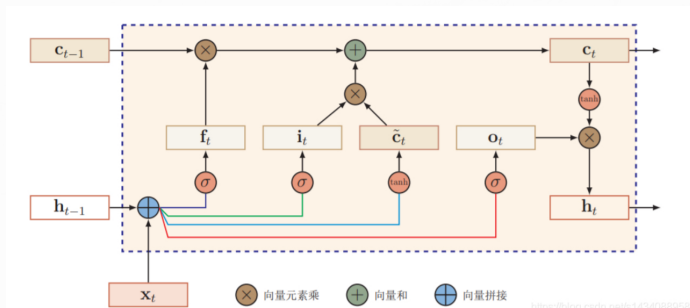 c_{t−1}
× + c_t
tanh
×
f_t i_t c̃_t o_t ×
σ σ tanh σ
h_{t−1} h_t
x_t × 向量元素乘 + 向量和 向量拼接